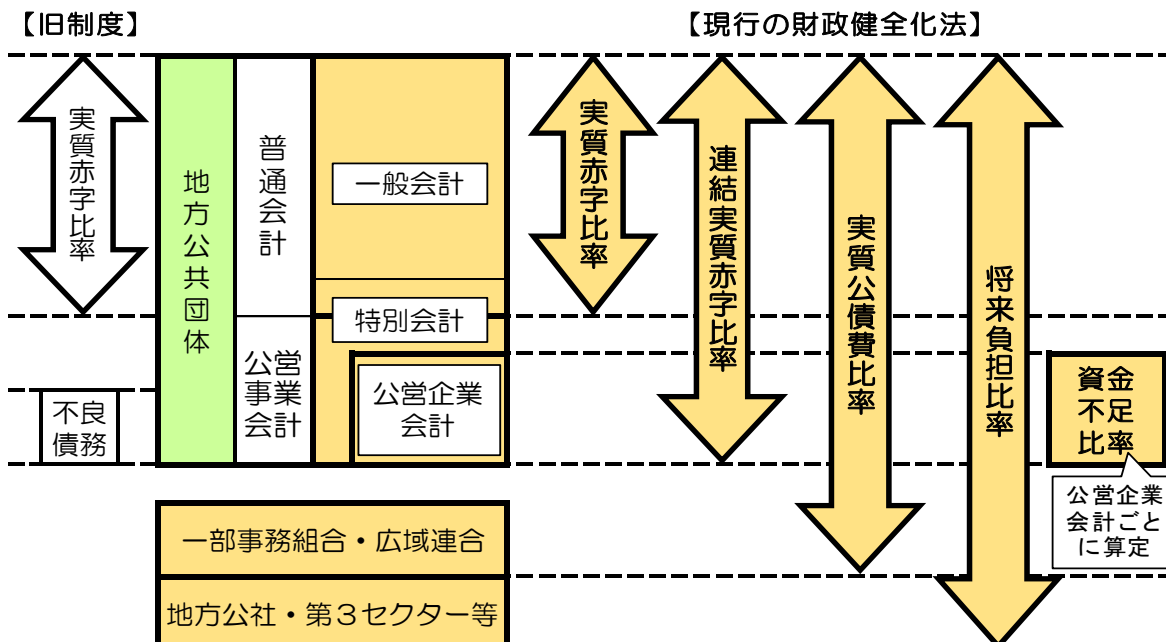 【旧制度】
【現行の財政健全化法】
実質赤字比率
地方公共団体
普通会計
一般会計
特別会計
公営
事業
会計
公営企業
会計
不良
債務
一部事務組合・広域連合
地方公社・第３セクター等
実質赤字比率
連結実質赤字比率
実質公債費比率
将来負担比率
資金
不足
比率
公営企業
会計ごと
に算定